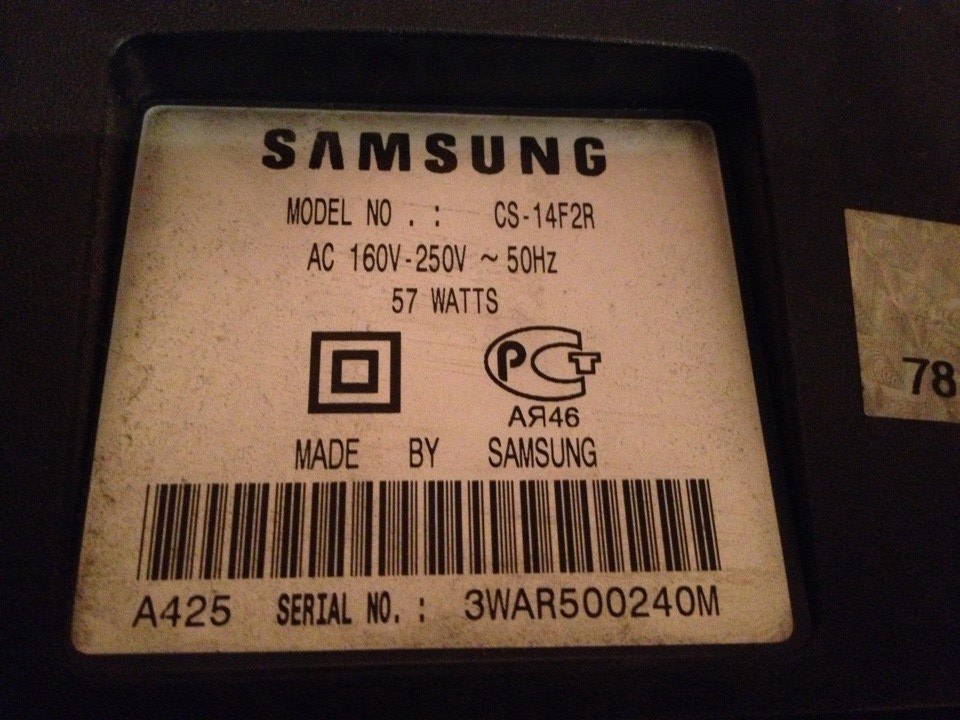 SAMSUNG
MODEL NO . : CS-14F2R
AC 160V-250V ~ 50Hz
57 WATTS
РСТ
АЯ46
MADE BY SAMSUNG
A425 SERIAL NO. : 3WAR500240M
78